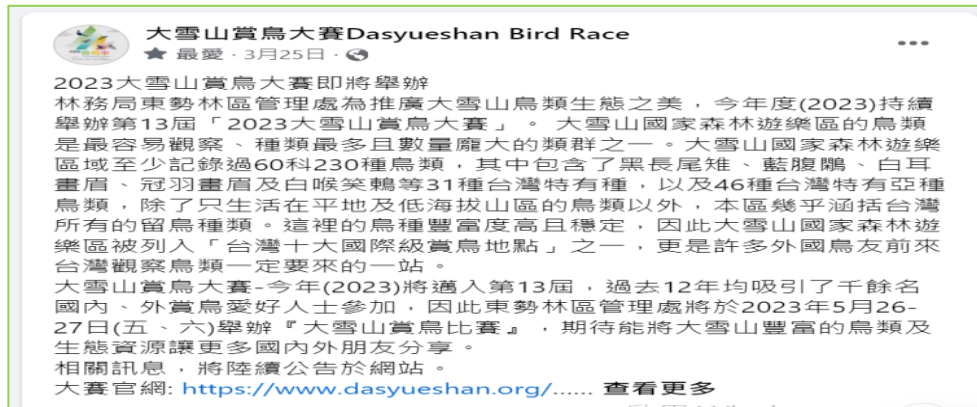 大雪山賞鳥大賽Dasyueshan Bird Race
最愛 · 3月25日 ·
2023大雪山賞鳥大賽即將舉辦
林務局東勢林區管理處為推廣大雪山鳥類生態之美，今年度(2023)持續
舉辦第13屆「2023大雪山賞鳥大賽」。 大雪山國家森林遊樂區的鳥類
是最容易觀察、種類最多且數量龐大的類群之一。大雪山國家森林遊樂
區域至少記錄過60科230種鳥類，其中包含了黑長尾雉、藍腹鷴、白耳
畫眉、冠羽畫眉及白喉笑鶇等31種台灣特有種，以及46種台灣特有亞種
鳥類，除了只生活在平地及低海拔山區的鳥類以外，本區幾乎涵括台灣
所有的留鳥種類。這裡的鳥種豐富度高且穩定，因此大雪山國家森林遊
樂區被列入「台灣十大國際級賞鳥地點」之一，更是許多外國鳥友前來
台灣觀察鳥類一定要來的一站。
大雪山賞鳥大賽-今年(2023)將邁入第13屆，過去12年均吸引了千餘名
國內、外賞鳥愛好人士參加，因此東勢林區管理處將於2023年5月26-
27日(五、六)舉辦『大雪山賞鳥比賽』，期待能將大雪山豐富的鳥類及
生態資源讓更多國內外朋友分享。
相關訊息，將陸續公告於網站。
大賽官網: https://www.dasyueshan.org/...... 查看更多